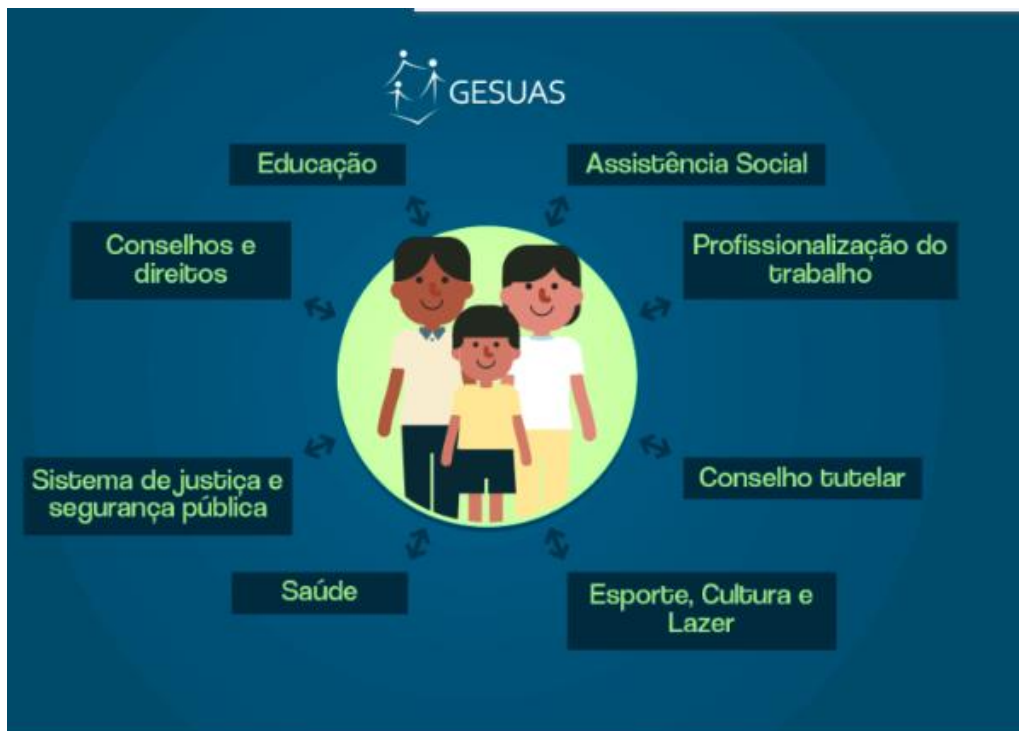 GESUAS
Educação
Assistência Social
Conselhos e
direitos
Profissionalização do
trabalho
Sistema de justiça e
segurança pública
Conselho tutelar
Saúde
Esporte, Cultura e
Lazer